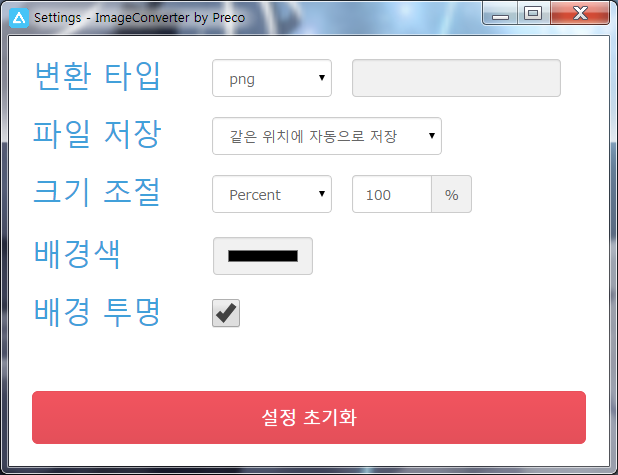 Settings - ImageConverter by Preco
변환 타입 png
파일 저장 같은 위치에 자동으로 저장
크기 조절 Percent 100 %
배경색
배경 투명
설정 초기화